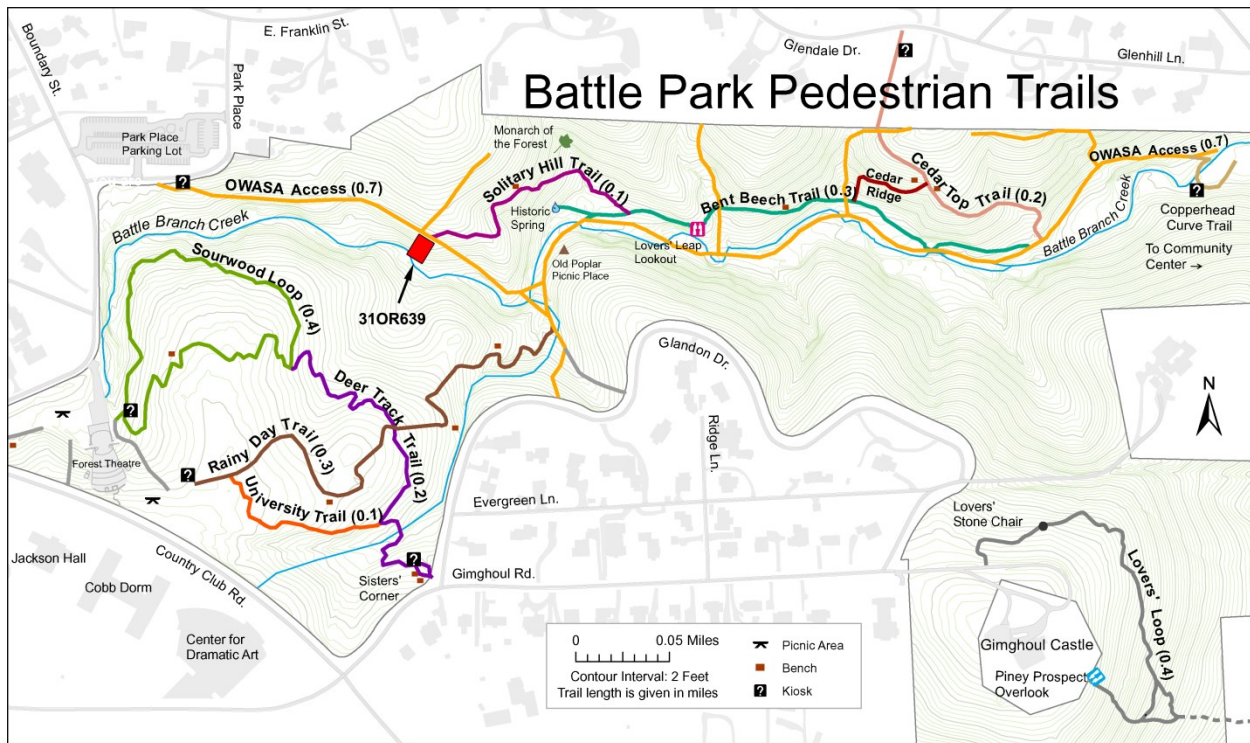 E. Franklin St.
Boundary St.
Park Place
Glendale Dr.
Glenhill Ln.
Battle Park Pedestrian Trails
Park Place
Parking Lot
Monarch of
the Forest
OWASA Access (0.7)
Solitary Hill Trail (0.1)
Battle Branch Creek
Historic
Spring
Bent Beech Trail (0.3)
Cedar
Ridge
Cedar Top Trail (0.2)
OWASA Access (0.7)
Battle Branch Creek
Copperhead
Curve Trail
To Community
Center →
Lovers' Leap
Lookout
Old Poplar
Picnic Place
Sourwood Loop (0.4)
31OR639
Glandon Dr.
Deer Track Trail (0.2)
Ridge Ln.
N
Rainy Day Trail (0.3)
Forest Theatre
University Trail (0.1)
Evergreen Ln.
Lovers'
Stone Chair
Jackson Hall
Cobb Dorm
Country Club Rd.
Sisters'
Corner
Gimghoul Rd.
Lovers' Loop (0.4)
Center for
Dramatic Art
Gimghoul Castle
Piney Prospect
Overlook
0 0.05 Miles
Contour Interval: 2 Feet
Trail length is given in miles
Picnic Area
Bench
? Kiosk